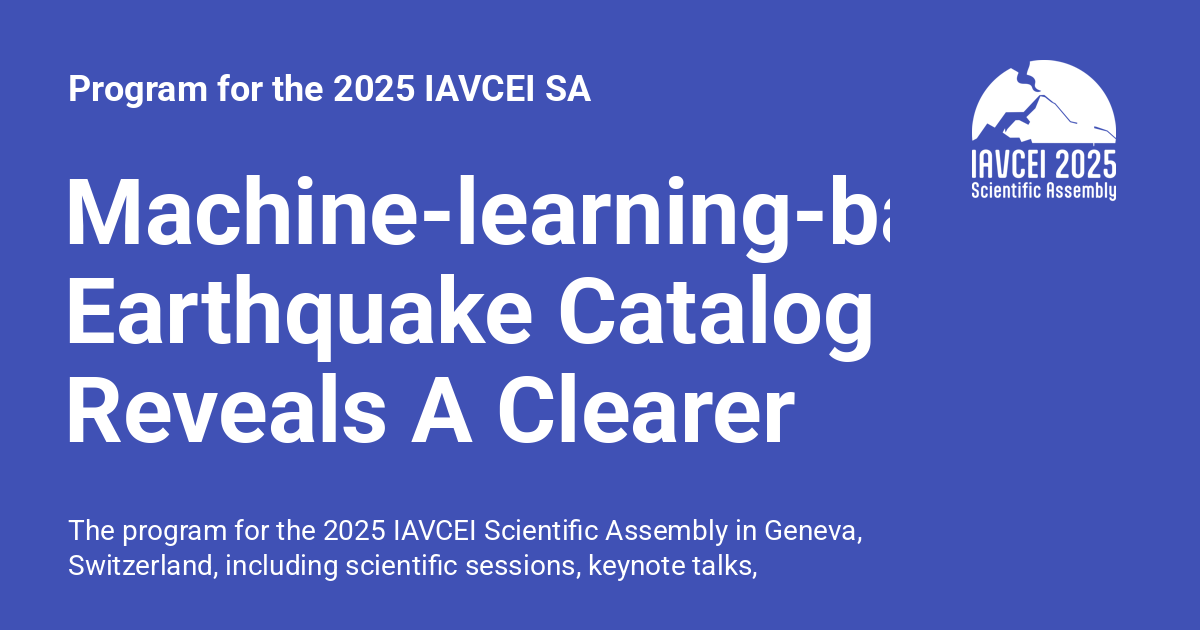 Program for the 2025 IAVCEI SA
IAVCEI 2025
Scientific Assembly
Machine-learning-ba
Earthquake Catalog
Reveals A Clearer
The program for the 2025 IAVCEI Scientific Assembly in Geneva,
Switzerland, including scientific sessions, keynote talks,